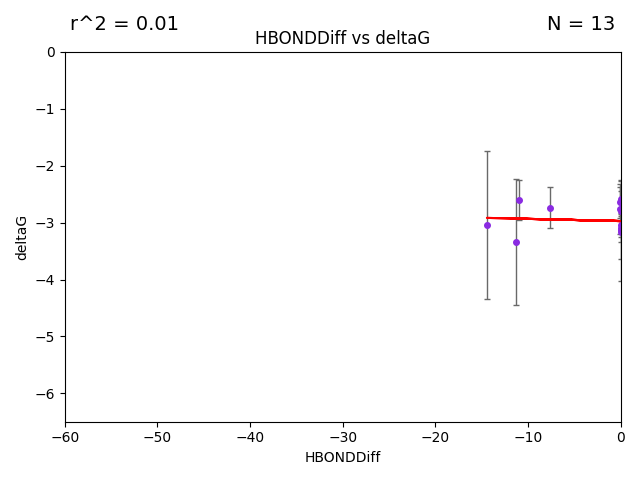 r^2 = 0.01
N = 13
HBONDDiff vs deltaG
0
−1
−2
−3
−4
−5
−6
deltaG
−60
−50
−40
−30
−20
−10
0
HBONDDiff